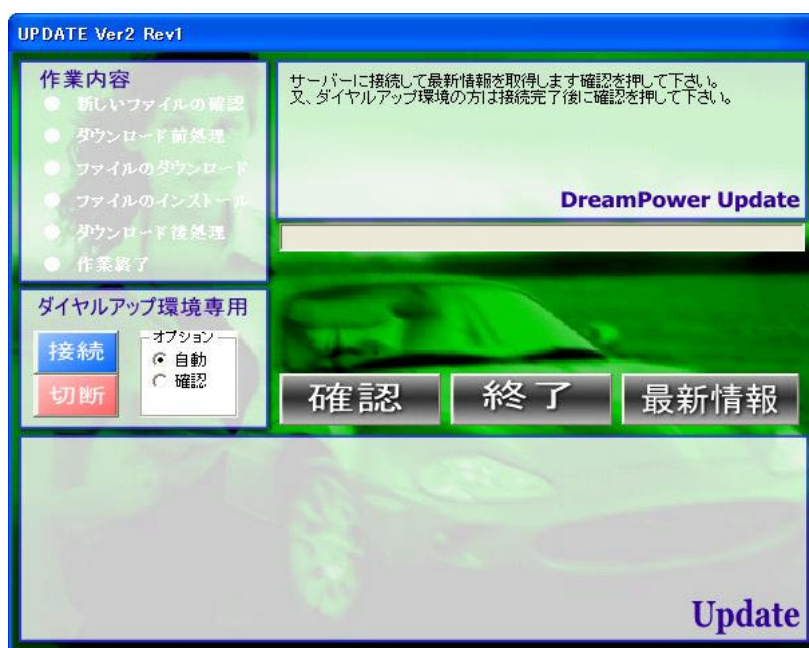 UPDATE Ver2 Rev1
作業内容
新しいファイルの確認
ダウンロード前処理
ファイルのダウンロード
ファイルのインストール
ダウンロード後処理
作業終了
サーバーに接続して最新情報を取得します確認を押して下さい。
又、ダイヤルアップ環境の方は接続完了後に確認を押して下さい。
DreamPower Update
ダイヤルアップ環境専用
接続
切断
オプション
自動
確認
確認
終了
最新情報
Update